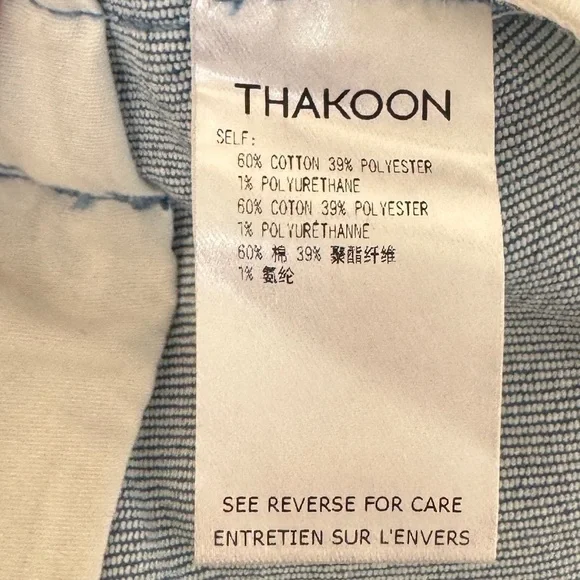 THAKOON
SELF:
60% COTTON 39% POLYESTER
1% POLYURETHANE
60% COTON 39% POLYESTER
1% POLYURÉTHANNE
60% 棉 39% 聚酯纤维
1% 氨纶
SEE REVERSE FOR CARE
ENTRETIEN SUR L'ENVERS